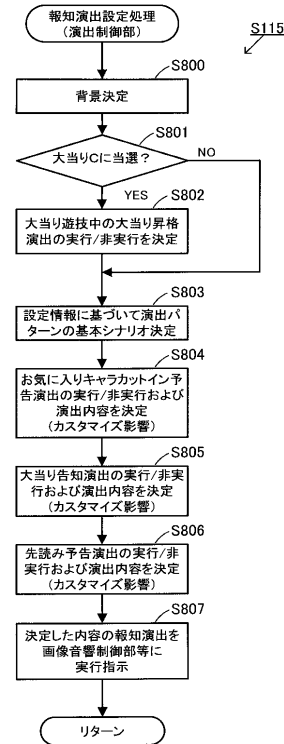 報知演出設定処理
(演出制御部)
S115
S800
背景決定
S801
大当りCに当選？
NO
YES
S802
大当り遊技中の大当り昇格
演出の実行/非実行を決定
S803
設定情報に基づいて演出パ
ターンの基本シナリオ決定
S804
お気に入りキャラカットイン予
告演出の実行/非実行および
演出内容を決定
(カスタマイズ影響)
S805
大当り告知演出の実行/非実
行および演出内容を決定
(カスタマイズ影響)
S806
先読み予告演出の実行/非
実行および演出内容を決定
(カスタマイズ影響)
S807
決定した内容の報知演出を
画像音響制御部等に
実行指示
リターン